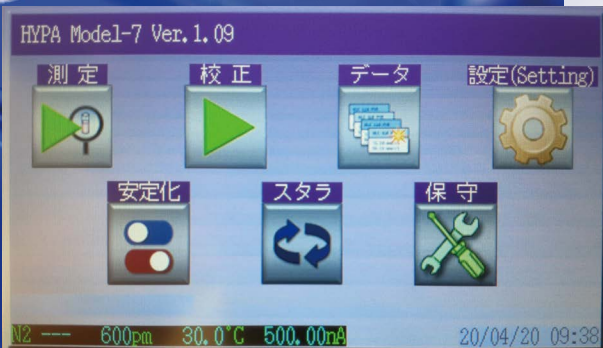 HYPA Model-7 Ver.1.09
測定 校正 データ 設定(Setting)
安定化 スタラ 保守
N2 --- 600pm 30.0℃ 500.00nA 20/04/20 09:38